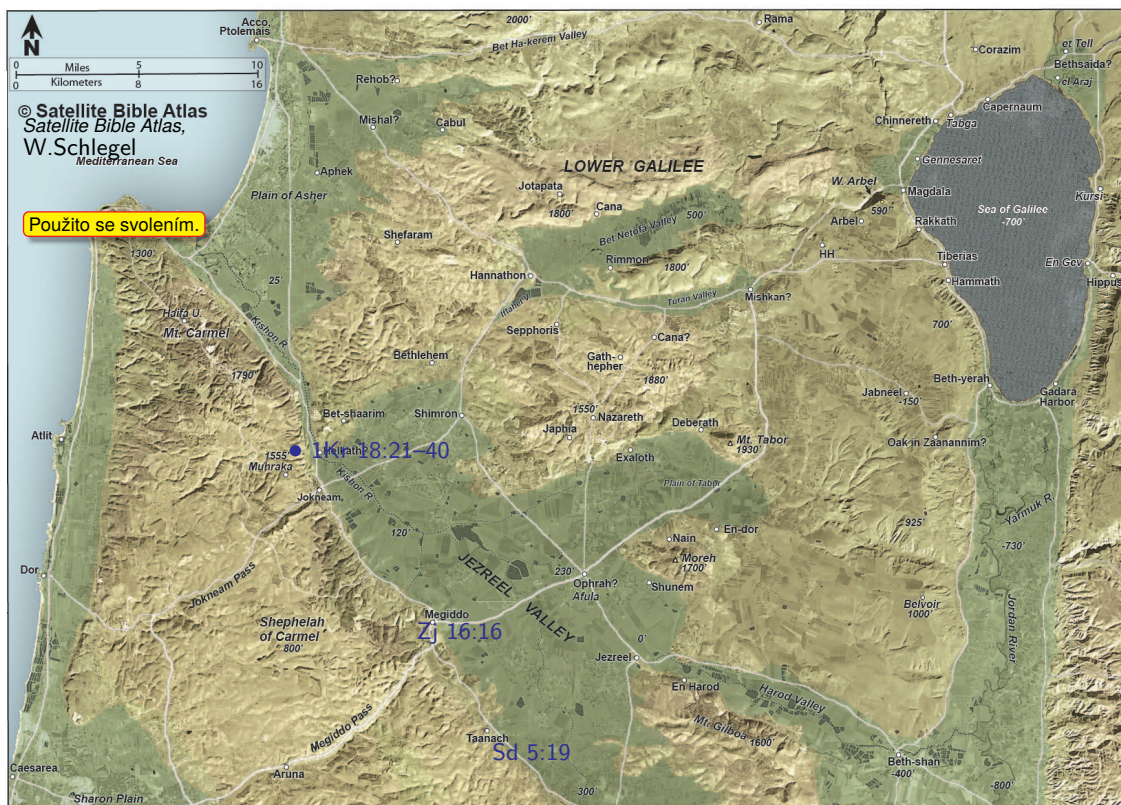 Acco,
Ptolemais
2000'
Rama
Bet Ha-kerem Valley
Corazim
et Tell
Bethsaida?
el Araj
N
0 Miles 5 10
0 Kilometers 8 16
Rehob?
© Satellite Bible Atlas
Satellite Bible Atlas,
W.Schlegel
Mediterranean Sea
Mishal?
Cabul
Capernaum
Chinnereth
Tabga
Gennesaret
LOWER GALILEE
Aphek
Plain of Asher
Jotapata
1800'
Cana
W. Arbel
Magdala
Kursi
Použito se svolením.
500'
Bet Netofa Valley
590'
Arbel
Rakkath
Sea of Galilee
-700'
Shefaram
1300'
Rimmon
1800'
HH
Tiberias
En Gev
25'
Hannathon
Hammath
Hippus
Iftahel V.
Turan Valley
Mishkan?
Haifa U.
Mt. Carmel
Kishon R.
Sepphoris
Cana?
700'
Bethlehem
Gath-
hepher
1880'
1790'
Beth-yerah
Jabneel
-150'
Gadara
Harbor
Bet-shaarim
Shimron
1550'
Nazareth
Deberath
Japhia
Atlit
Mt. Tabor
1930'
Oak in Zaanannim?
1Kr 18:21–40
Helkath?
1555'
Muhraka
Exaloth
Kishon R.
Jokneam
Plain of Tabor
Yarmuk R.
120'
En-dor
925'
Nain
-730'
JEZREEL VALLEY
Moreh
1700'
Dor
230'
Ophrah?
Afula
Shunem
Jokneam Pass
Belvoir
1000'
Jordan River
Megiddo
Zj 16:16
Shephelah
of Carmel
800'
0'
Jezreel
En Harod
Harod Valley
Megiddo Pass
Mt. Gilboa
1600'
Taanach
Sd 5:19
Beth-shan
-400'
Caesarea
Aruna
-800'
Sharon Plain
300'